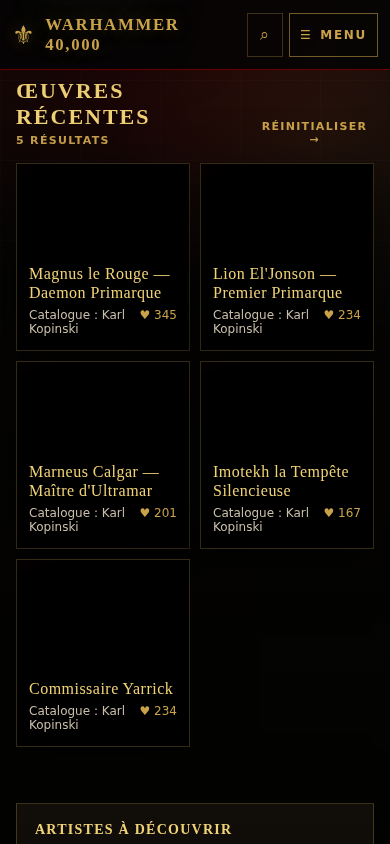 WARHAMMER
40,000
☰ MENU
ŒUVRES
RÉCENTES
5 RÉSULTATS
RÉINITIALISER
→
Magnus le Rouge —
Daemon Primarque
Catalogue : Karl
Kopinski
♥ 345
Lion El'Jonson —
Premier Primarque
Catalogue : Karl
Kopinski
♥ 234
Marneus Calgar —
Maître d'Ultramar
Catalogue : Karl
Kopinski
♥ 201
Imotekh la Tempête
Silencieuse
Catalogue : Karl
Kopinski
♥ 167
Commissaire Yarrick
Catalogue : Karl
Kopinski
♥ 234
ARTISTES À DÉCOUVRIR